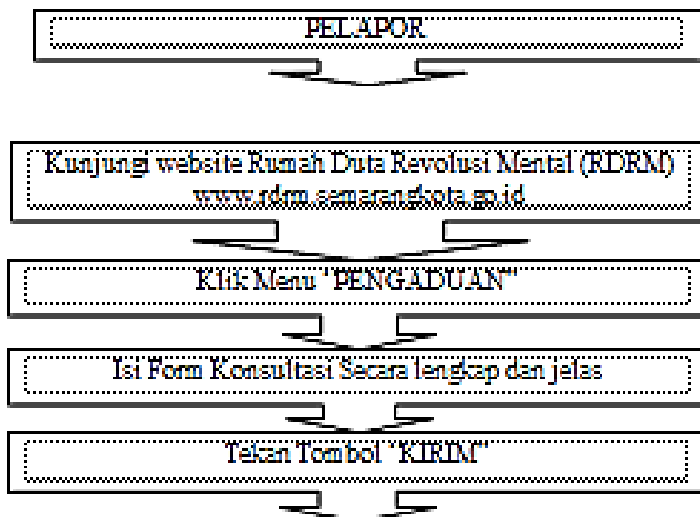 PELAPOR
Kunjungi website Rumah Duta Revolusi Mental (RDRM)
www.rdrm.semarangkota.go.id
Klik Menu "PENGADUAN"
Isi Form Konsultasi Secara lengkap dan jelas
Tekan Tombol "KIRIM"